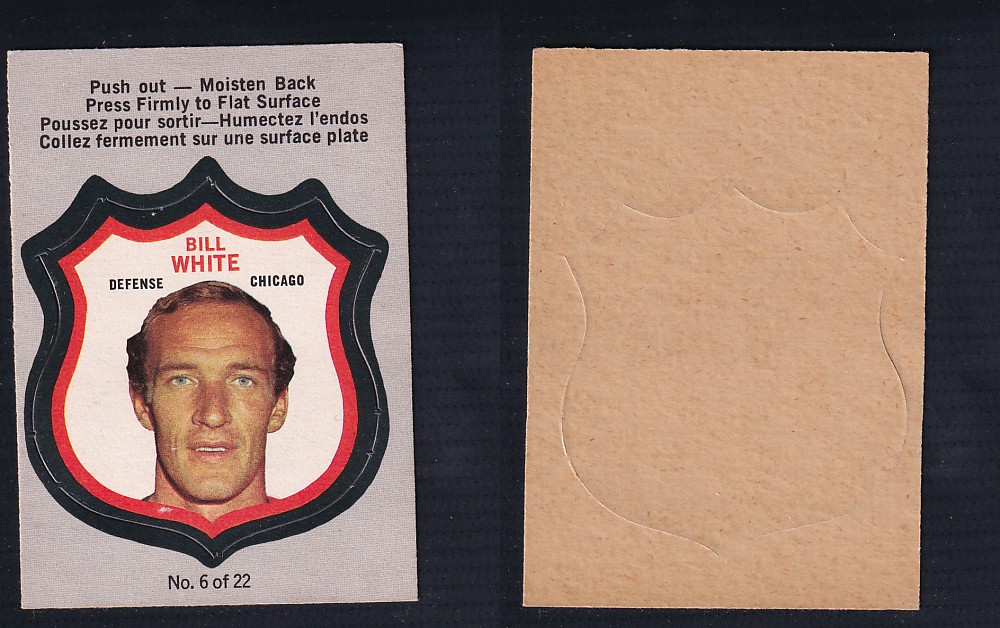 Push out — Moisten Back
Press Firmly to Flat Surface
Poussez pour sortir—Humectez l'endos
Collez fermement sur une surface plate
BILL
WHITE
DEFENSE CHICAGO
No. 6 of 22